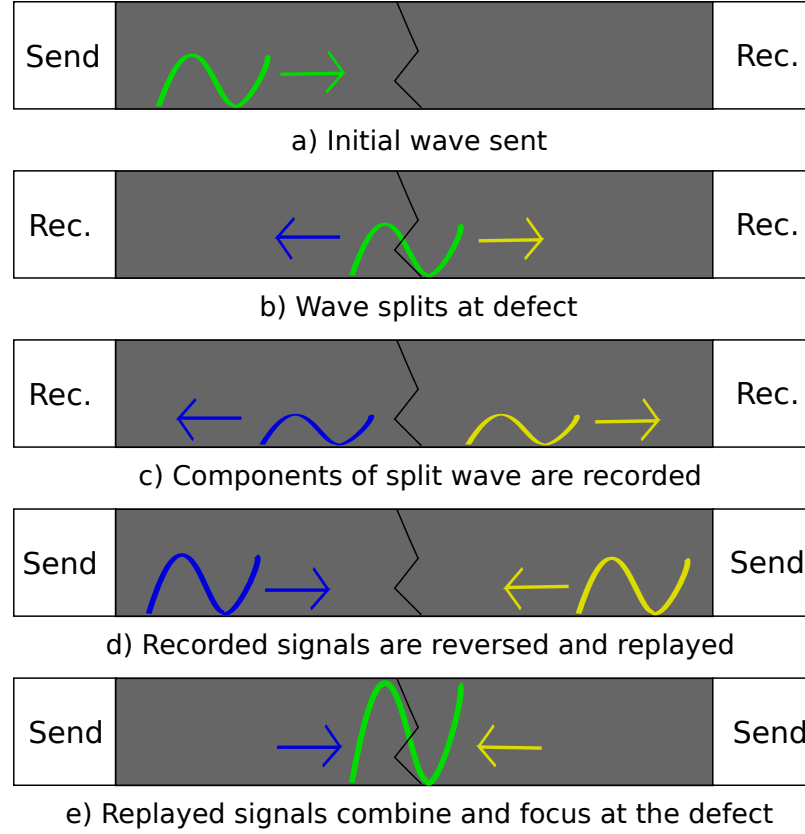 Send Rec.
a) Initial wave sent
Rec. Rec.
b) Wave splits at defect
Rec. Rec.
c) Components of split wave are recorded
Send Send
d) Recorded signals are reversed and replayed
Send Send
e) Replayed signals combine and focus at the defect